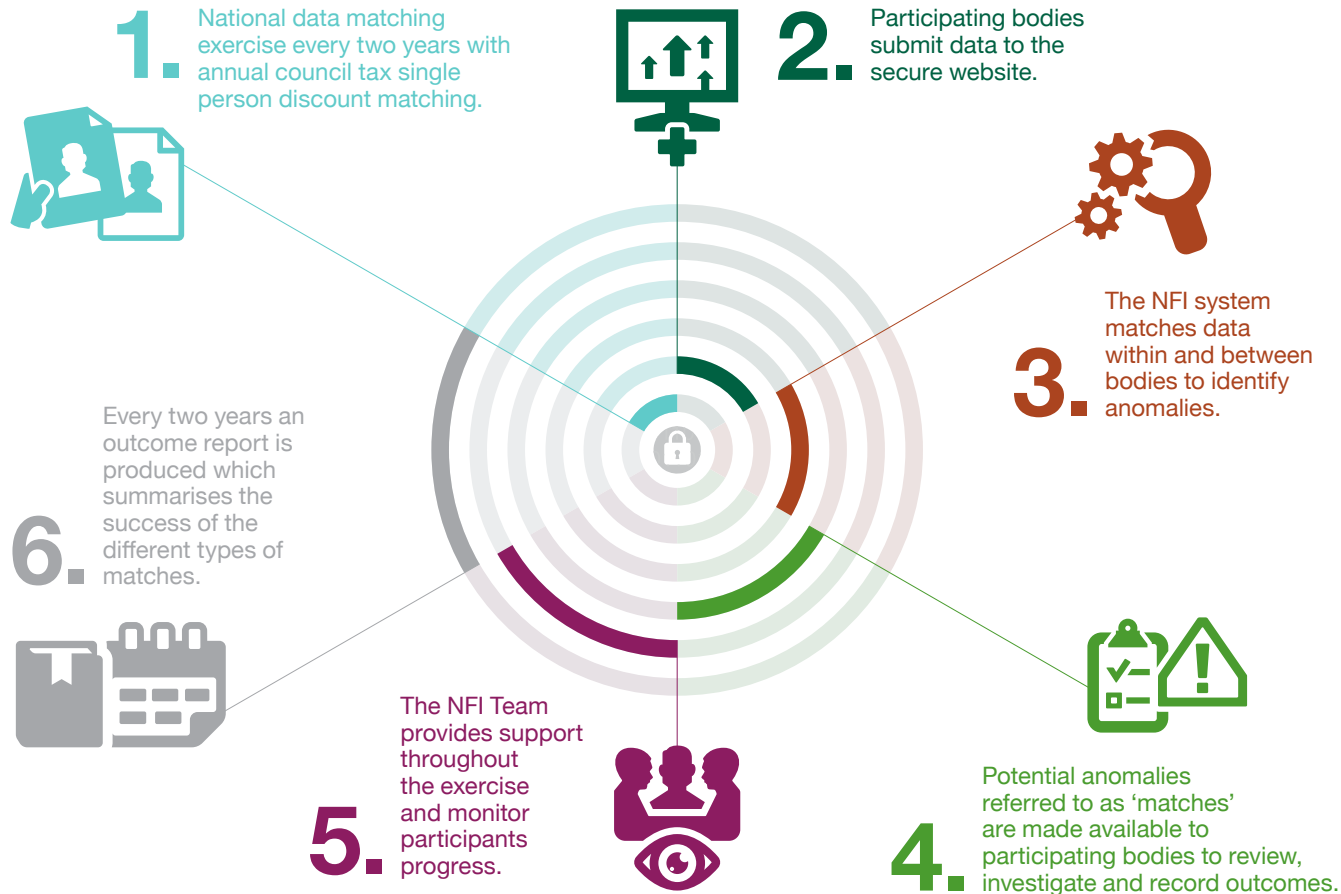 1.
National data matching
exercise every two years with
annual council tax single
person discount matching.
2.
Participating bodies
submit data to the
secure website.
3.
The NFI system
matches data
within and between
bodies to identify
anomalies.
4.
Potential anomalies
referred to as ‘matches’
are made available to
participating bodies to review,
investigate and record outcomes.
5.
The NFI Team
provides support
throughout
the exercise
and monitor
participants
progress.
6.
Every two years an
outcome report is
produced which
summarises the
success of the
different types of
matches.